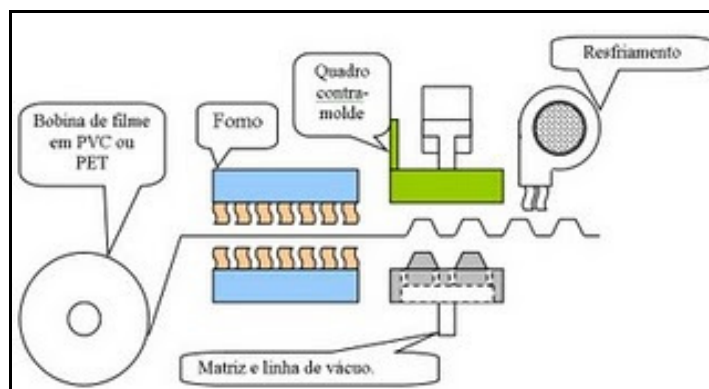 Bobina de filme
em PVC ou
PET
Forno
Quadro
contra-
molde
Resfriamento
Matriz e linha de vácuo.